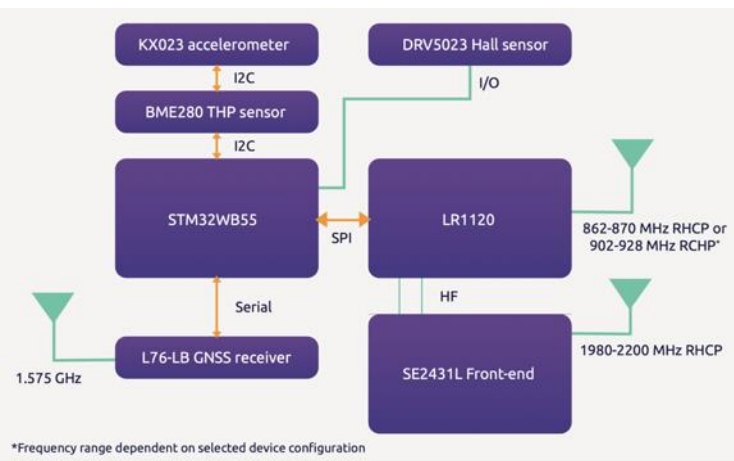 KX023 accelerometer
DRV5023 Hall sensor
I2C
I/O
BME280 THP sensor
I2C
STM32WB55
LR1120
SPI
862-870 MHz RHCP or
902-928 MHz RCHP*
Serial
HF
L76-LB GNSS receiver
1.575 GHz
SE2431L Front-end
1980-2200 MHz RHCP
*Frequency range dependent on selected device configuration